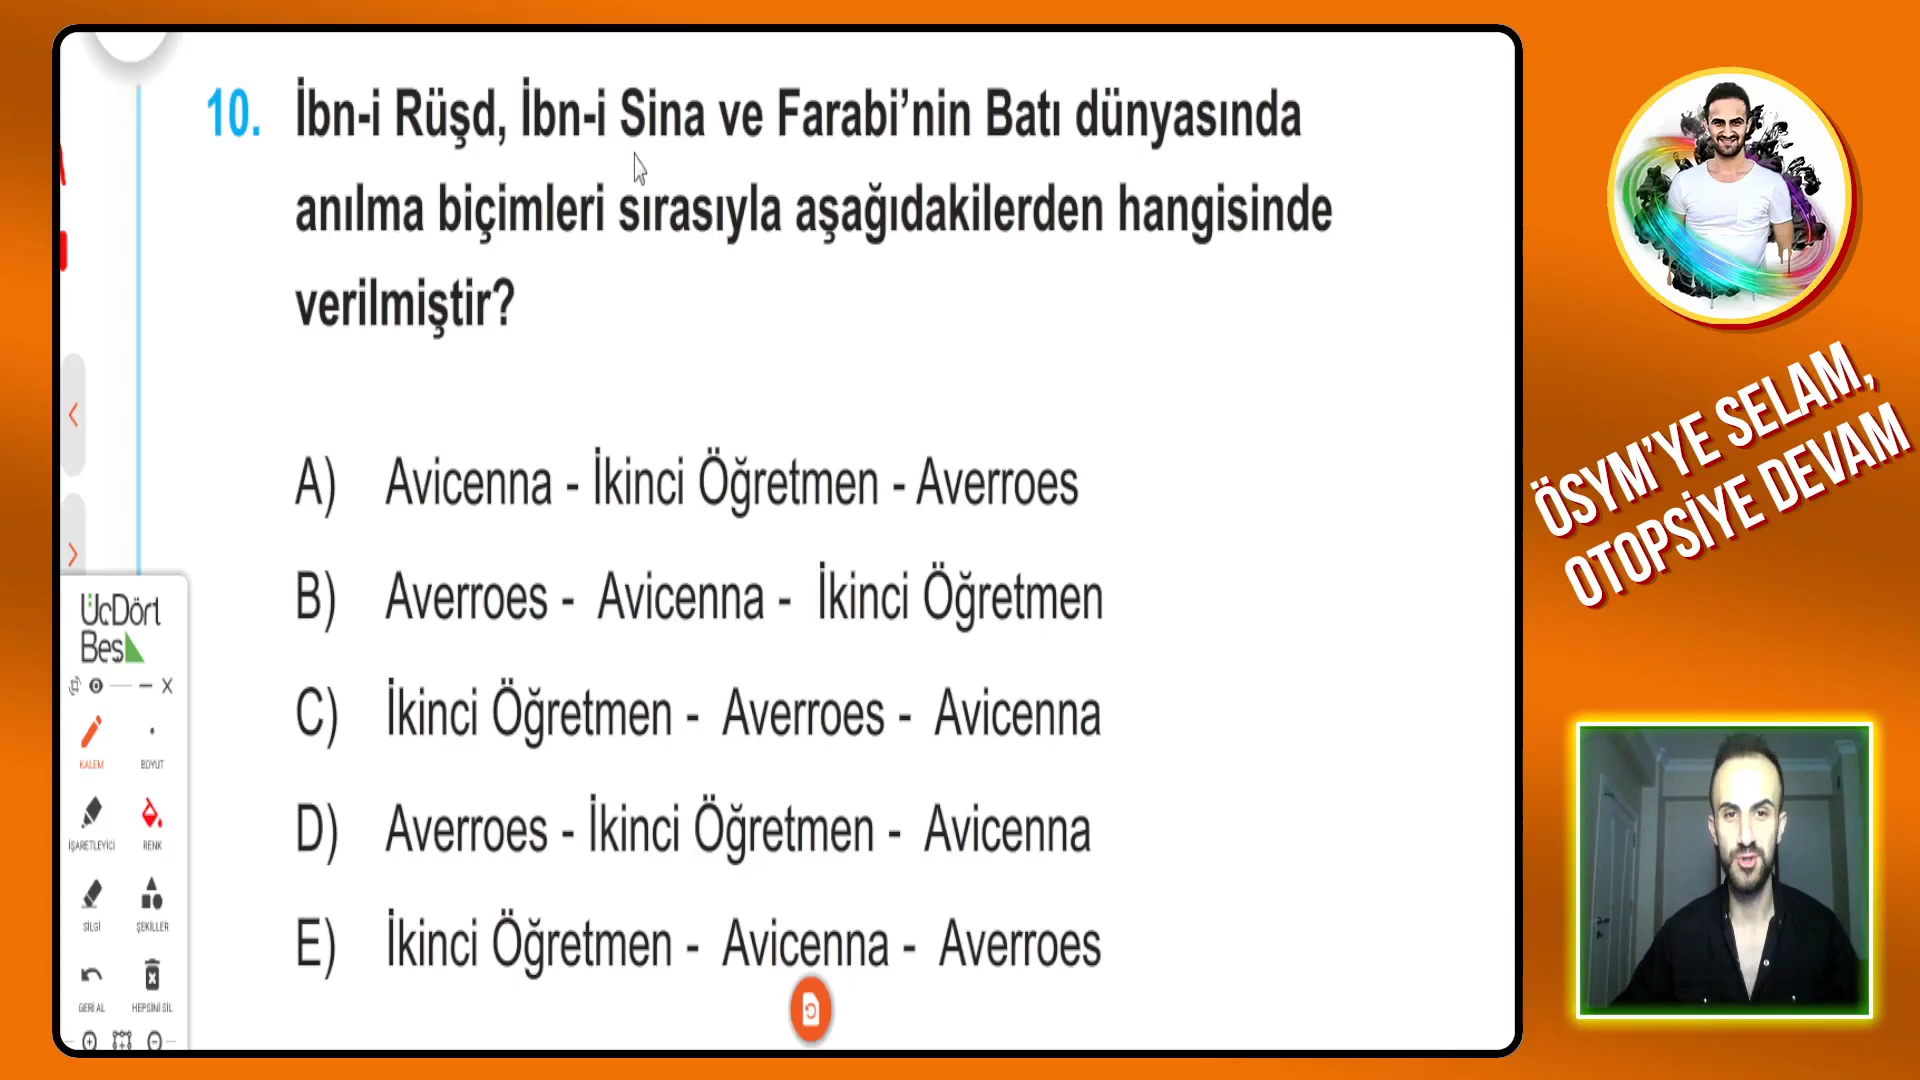 10. İbn-i Rüşd, İbn-i Sina ve Farabi’nin Batı dünyasında
anılma biçimleri sırasıyla aşağıdakilerden hangisinde
verilmiştir?
A) Avicenna - İkinci Öğretmen - Averroes
B) Averroes - Avicenna - İkinci Öğretmen
C) İkinci Öğretmen - Averroes - Avicenna
D) Averroes - İkinci Öğretmen - Avicenna
E) İkinci Öğretmen - Avicenna - Averroes
ÜçDört
Beş
KALEM
BOYUT
İŞARETLEYİCİ
RENK
SİLGİ
ŞEKİLLER
GERİ AL
HEPSİNİ SİL
ÖSYM’YE SELAM,
OTOPSİYE DEVAM